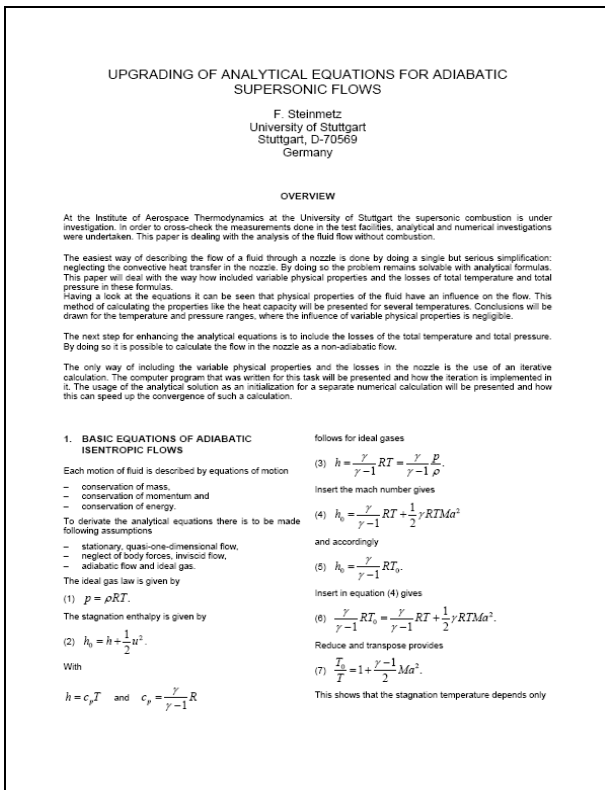 UPGRADING OF ANALYTICAL EQUATIONS FOR ADIABATIC
SUPERSONIC FLOWS
F. Steinmetz
University of Stuttgart
Stuttgart, D-70569
Germany
OVERVIEW
At the Institute of Aerospace Thermodynamics at the University of Stuttgart the supersonic combustion is under
investigation. In order to cross-check the measurements done in the test facilities, analytical and numerical investigations
were undertaken. This paper is dealing with the analysis of the fluid flow without combustion.
The easiest way of describing the flow of a fluid through a nozzle is done by doing a single but serious simplification:
neglecting the convective heat transfer in the nozzle. By doing so the problem remains solvable with analytical formulas.
This paper will deal with the way how included variable physical properties and the losses of total temperature and total
pressure in these formulas.
Having a look at the equations it can be seen that physical properties of the fluid have an influence on the flow. This
method of calculating the properties like the heat capacity will be presented for several temperatures. Conclusions will be
drawn for the temperature and pressure ranges, where the influence of variable physical properties is negligible.
The next step for enhancing the analytical equations is to include the losses of the total temperature and total pressure.
By doing so it is possible to calculate the flow in the nozzle as a non-adiabatic flow.
The only way of including the variable physical properties and the losses in the nozzle is the use of an iterative
calculation. The computer program that was written for this task will be presented and how the iteration is implemented in
it. The usage of the analytical solution as an initialization for a separate numerical calculation will be presented and how
this can speed up the convergence of such a calculation.
1. BASIC EQUATIONS OF ADIABATIC
ISENTROPIC FLOWS
Each motion of fluid is described by equations of motion
– conservation of mass,
– conservation of momentum and
– conservation of energy.
To derivate the analytical equations there is to be made
following assumptions
– stationary, quasi-one-dimensional flow,
– neglect of body forces, inviscid flow,
– adiabatic flow and ideal gas.
The ideal gas law is given by
(1) p = ρRT.
The stagnation enthalpy is given by
(2) h₀ = h + 1/2 u².
With
h = cₚT and cₚ = γ/(γ−1) R
follows for ideal gases
(3) h = γ/(γ−1) RT = γ/(γ−1) p/ρ.
Insert the mach number gives
(4) h₀ = γ/(γ−1) RT + 1/2 γRTMa²
and accordingly
(5) h₀ = γ/(γ−1) RT₀.
Insert in equation (4) gives
(6) γ/(γ−1) RT₀ = γ/(γ−1) RT + 1/2 γRTMa².
Reduce and transpose provides
(7) T₀/T = 1 + (γ−1)/2 Ma².
This shows that the stagnation temperature depends only